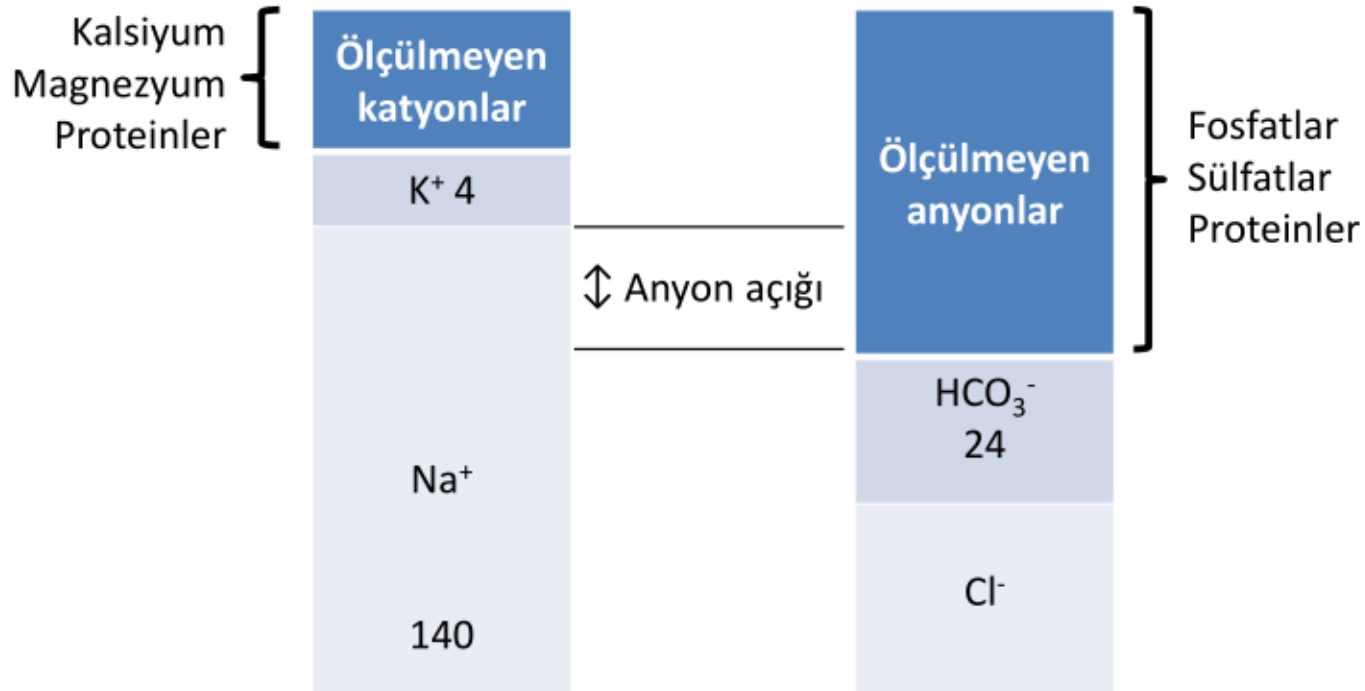 Kalsiyum
Magnezyum
Proteinler
Ölçülmeyen
katyonlar
K⁺ 4
Na⁺
140
↕ Anyon açığı
Ölçülmeyen
anyonlar
HCO₃⁻
24
Cl⁻
Fosfatlar
Sülfatlar
Proteinler